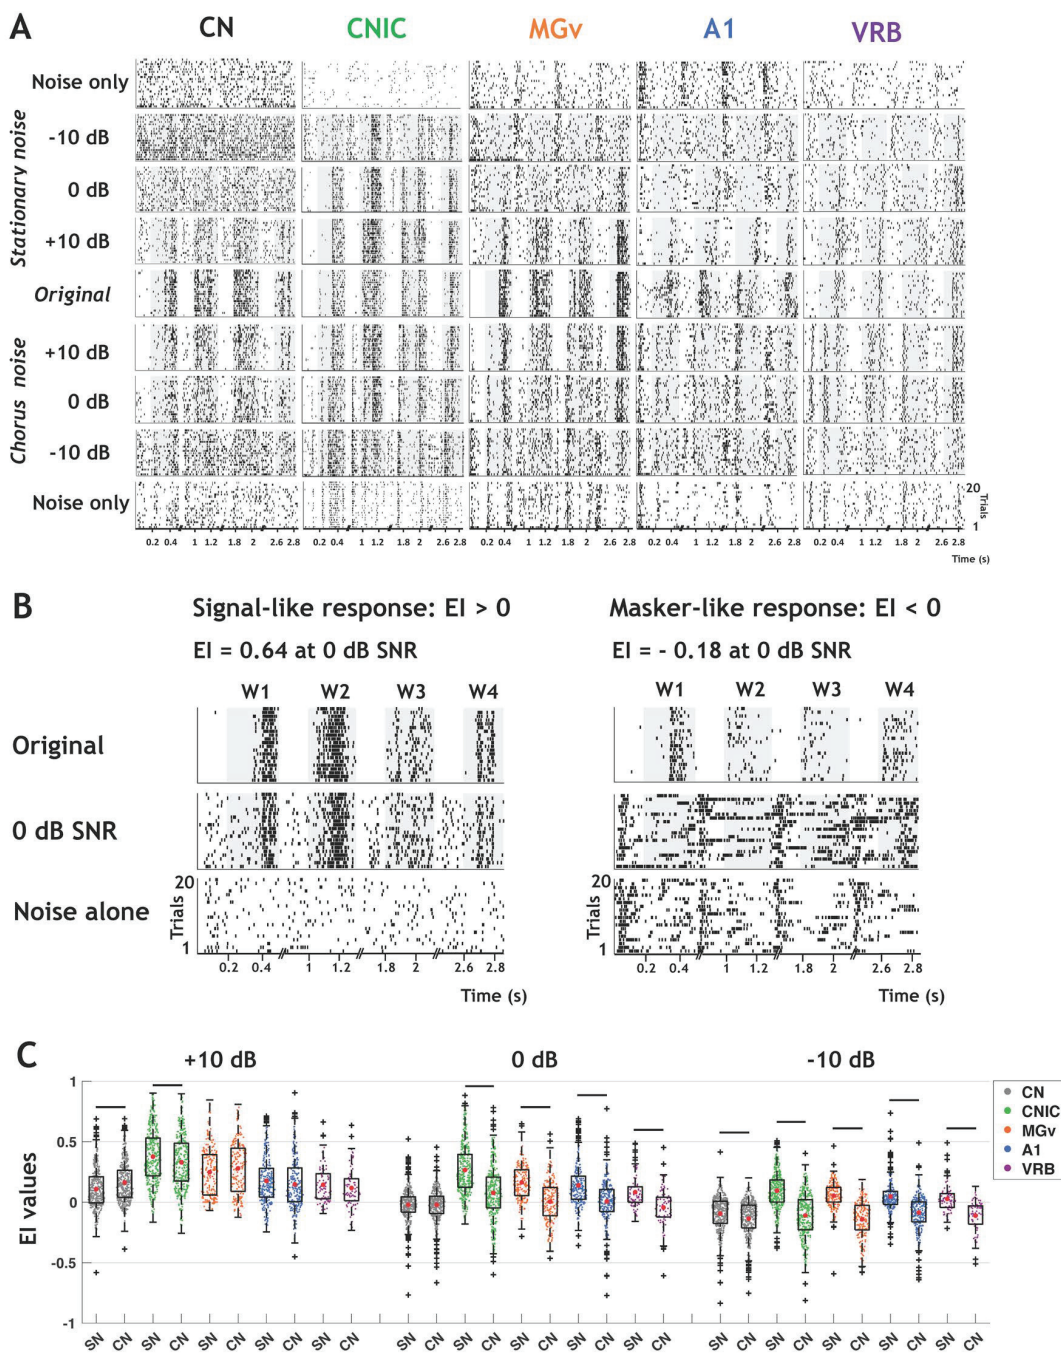 A
CN CNIC MGv A1 VRB
Noise only
Stationary noise
-10 dB
0 dB
+10 dB
Original
Chorus noise
+10 dB
0 dB
-10 dB
Noise only
20
Trials
1
0.2 0.4 1 1.4 1.8 2 2.6 2.8 0.2 0.4 1 1.4 1.8 2 2.6 2.8 0.2 0.4 1 1.4 1.8 2 2.6 2.8 0.2 0.4 1 1.4 1.8 2 2.6 2.8 0.2 0.4 1 1.4 1.8 2 2.6 2.8
Time (s)
B
Signal-like response: EI > 0 Masker-like response: EI < 0
EI = 0.64 at 0 dB SNR EI = - 0.18 at 0 dB SNR
W1 W2 W3 W4 W1 W2 W3 W4
Original
0 dB SNR
Noise alone
20 20
Trials Trials
1 1
0.2 0.4 1 1.2 1.8 2 2.6 2.8 0.2 0.4 1 1.2 1.8 2 2.6 2.8
Time (s) Time (s)
C
+10 dB 0 dB -10 dB
EI values
1
0.5
0
-0.5
-1
CN
CNIC
MGv
A1
VRB
SN CN SN CN SN CN SN CN SN CN SN CN SN CN SN CN SN CN SN CN SN CN SN CN SN CN SN CN SN CN